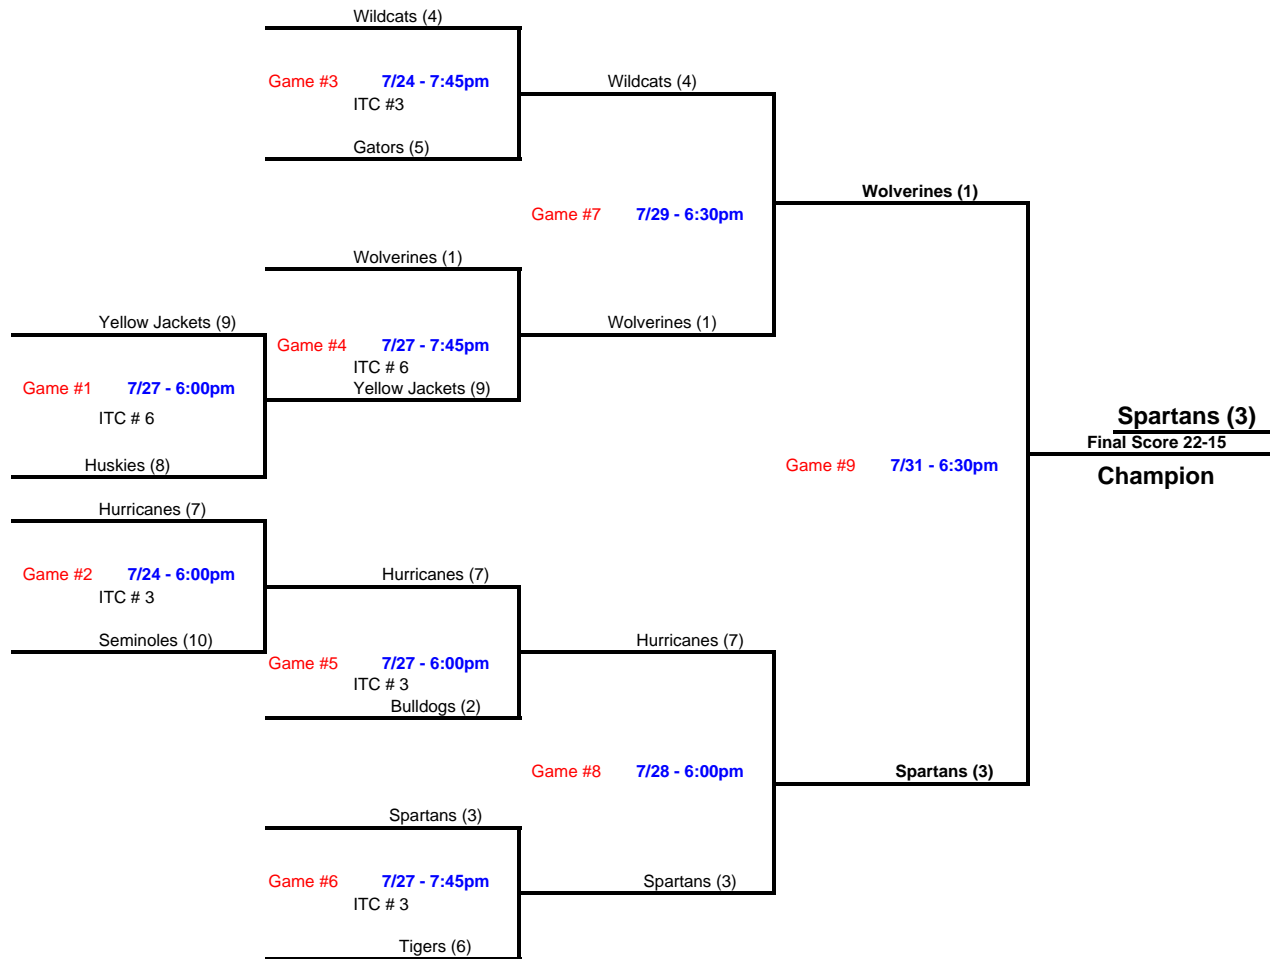 Wildcats (4)
Game #3 7/24 - 7:45pm
ITC #3
Wildcats (4)
Gators (5)
Wolverines (1)
Game #7 7/29 - 6:30pm
Wolverines (1)
Yellow Jackets (9)
Wolverines (1)
Game #4 7/27 - 7:45pm
ITC # 6
Game #1 7/27 - 6:00pm
Yellow Jackets (9)
ITC # 6
Spartans (3)
Final Score 22-15
Huskies (8)
Game #9 7/31 - 6:30pm
Champion
Hurricanes (7)
Game #2 7/24 - 6:00pm
Hurricanes (7)
ITC # 3
Seminoles (10)
Hurricanes (7)
Game #5 7/27 - 6:00pm
ITC # 3
Bulldogs (2)
Game #8 7/28 - 6:00pm
Spartans (3)
Spartans (3)
Game #6 7/27 - 7:45pm
Spartans (3)
ITC # 3
Tigers (6)